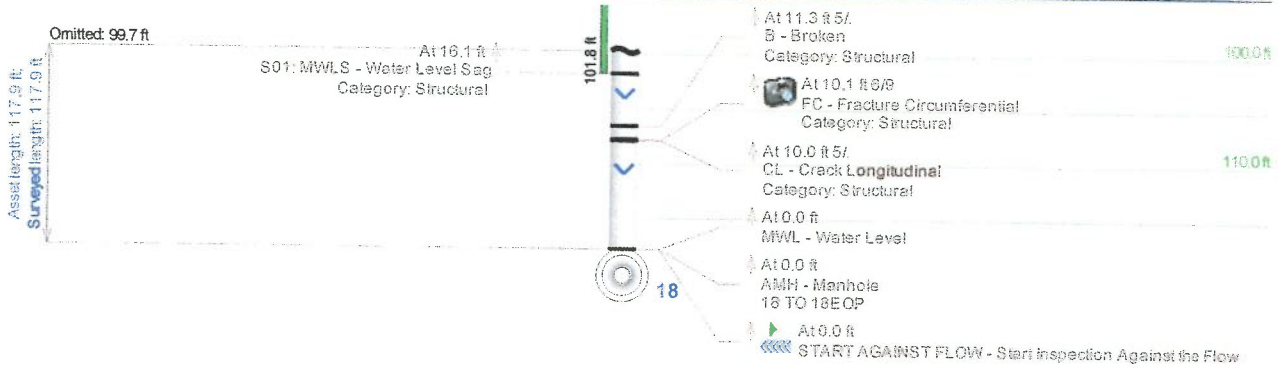 Omitted: 99.7 ft
Asset length: 117.9 ft;
Surveyed length: 117.9 ft
At 16.1 ft
S01: MWLS - Water Level Sag
Category: Structural
101.8 ft
At 11.3 ft 5/.
B - Broken
Category: Structural
100.0 ft
At 10.1 ft 6/9
FC - Fracture Circumferential
Category: Structural
At 10.0 ft 5/.
CL - Crack Longitudinal
Category: Structural
110.0 ft
At 0.0 ft
MWL - Water Level
At 0.0 ft
AMH - Manhole
18 TO 18EOP
18
At 0.0 ft
START AGAINST FLOW - Start Inspection Against the Flow